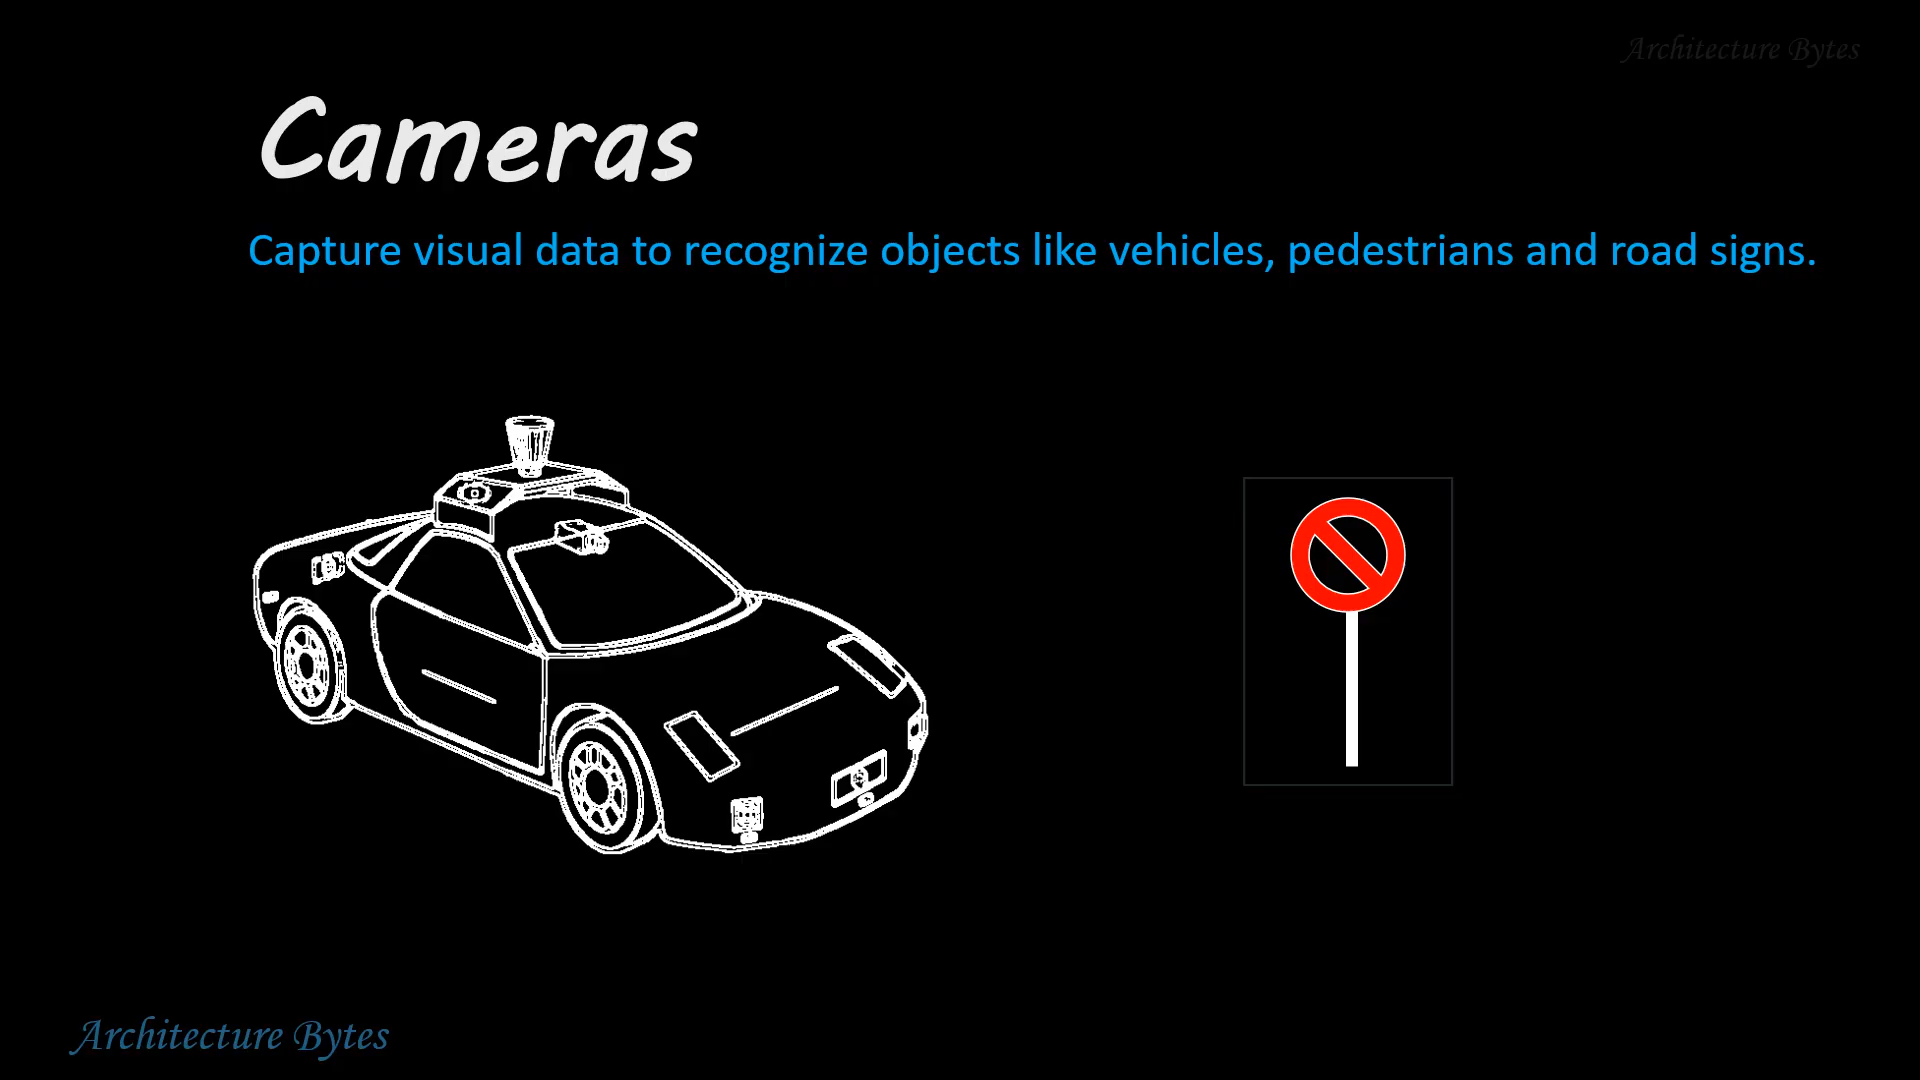 Architecture Bytes
Cameras
Capture visual data to recognize objects like vehicles, pedestrians and road signs.
Architecture Bytes